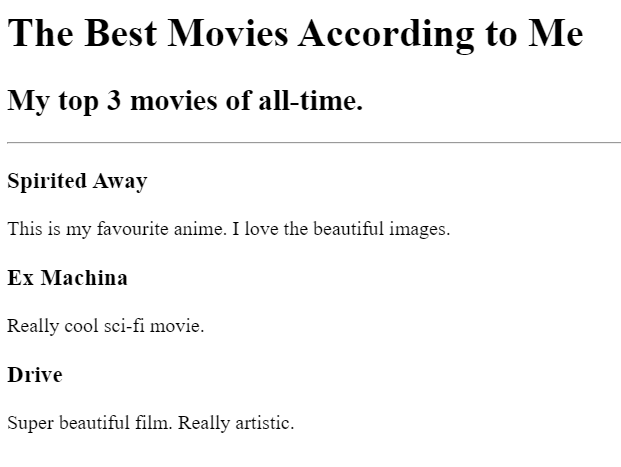 The Best Movies According to Me
My top 3 movies of all-time.
Spirited Away
This is my favourite anime. I love the beautiful images.
Ex Machina
Really cool sci-fi movie.
Drive
Super beautiful film. Really artistic.